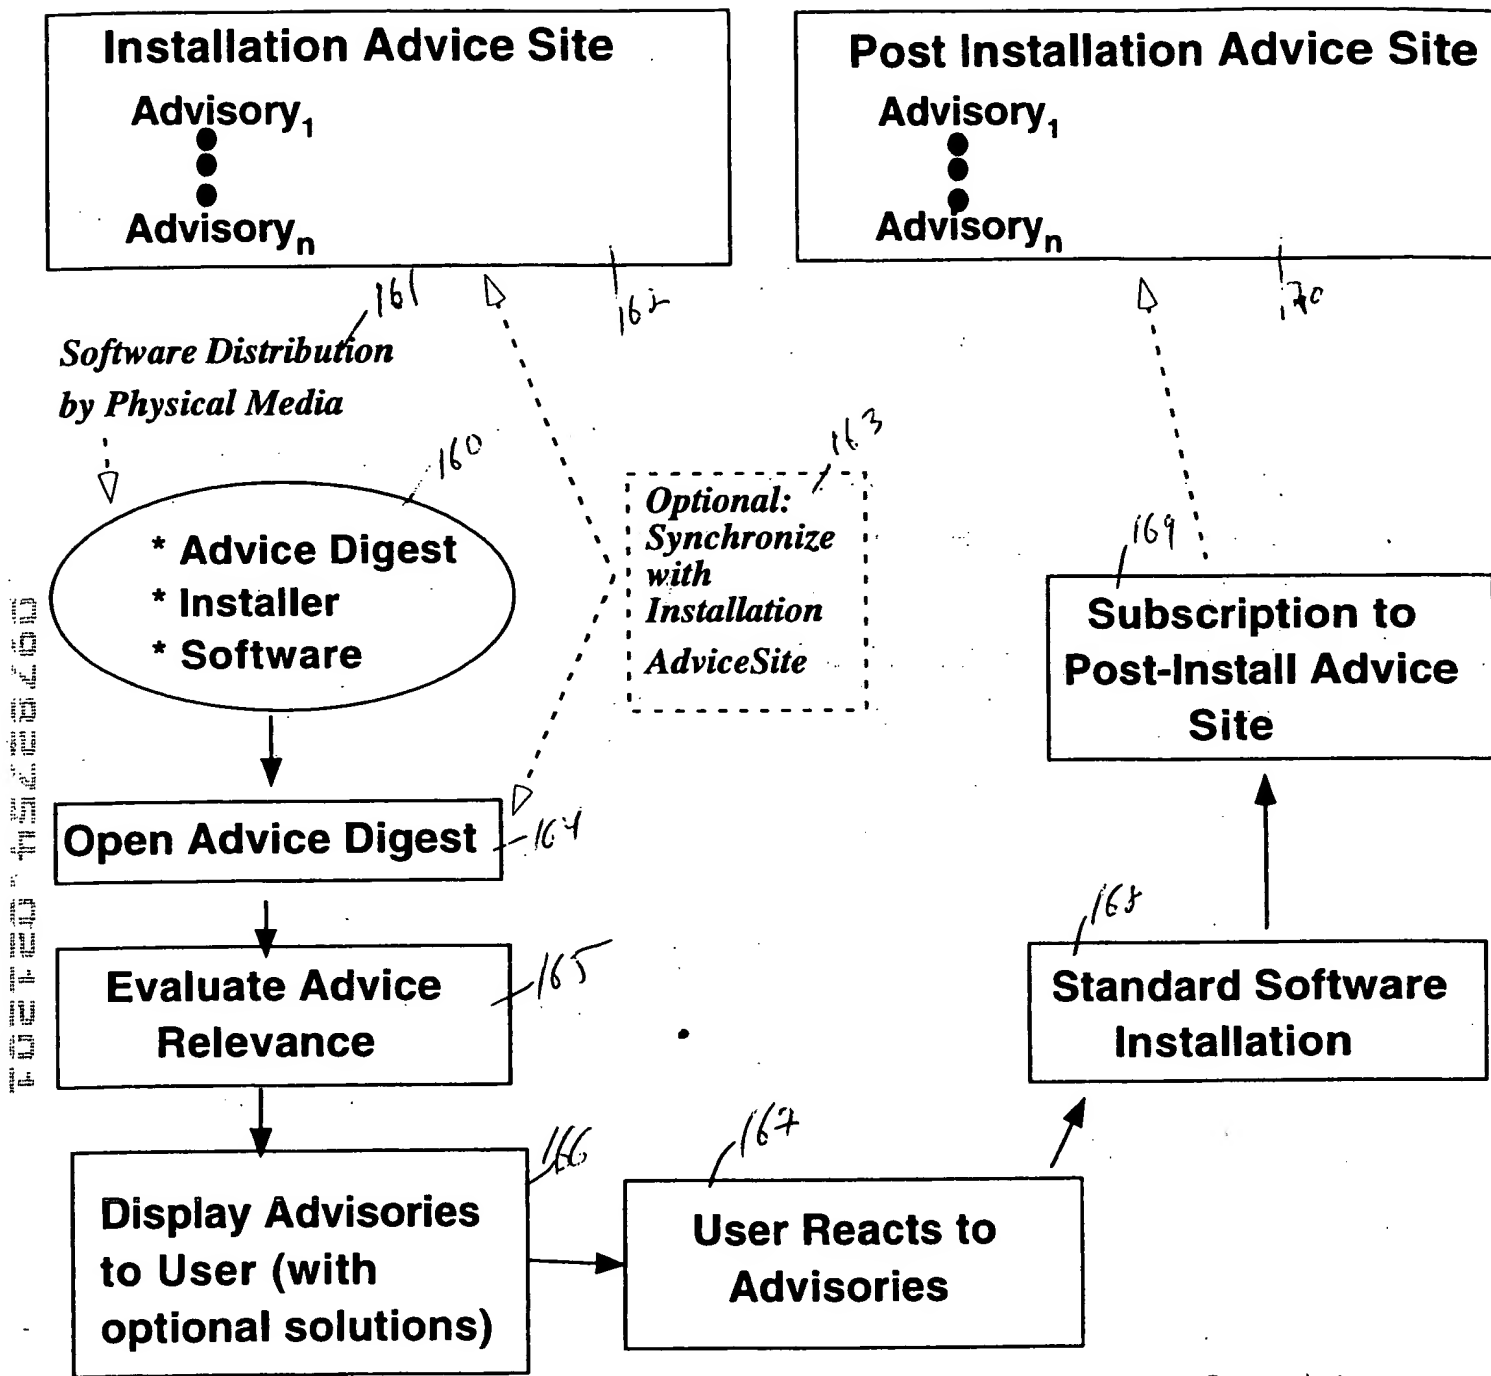 Installation Advice Site
Advisory1
Advisoryn
162
Post Installation Advice Site
Advisory1
Advisoryn
170
161
Software Distribution
by Physical Media
160
* Advice Digest
* Installer
* Software
163
Optional:
Synchronize
with
Installation
AdviceSite
Open Advice Digest
164
Evaluate Advice
Relevance
165
Display Advisories
to User (with
optional solutions)
166
User Reacts to
Advisories
167
Standard Software
Installation
168
Subscription to
Post-Install Advice
Site
169